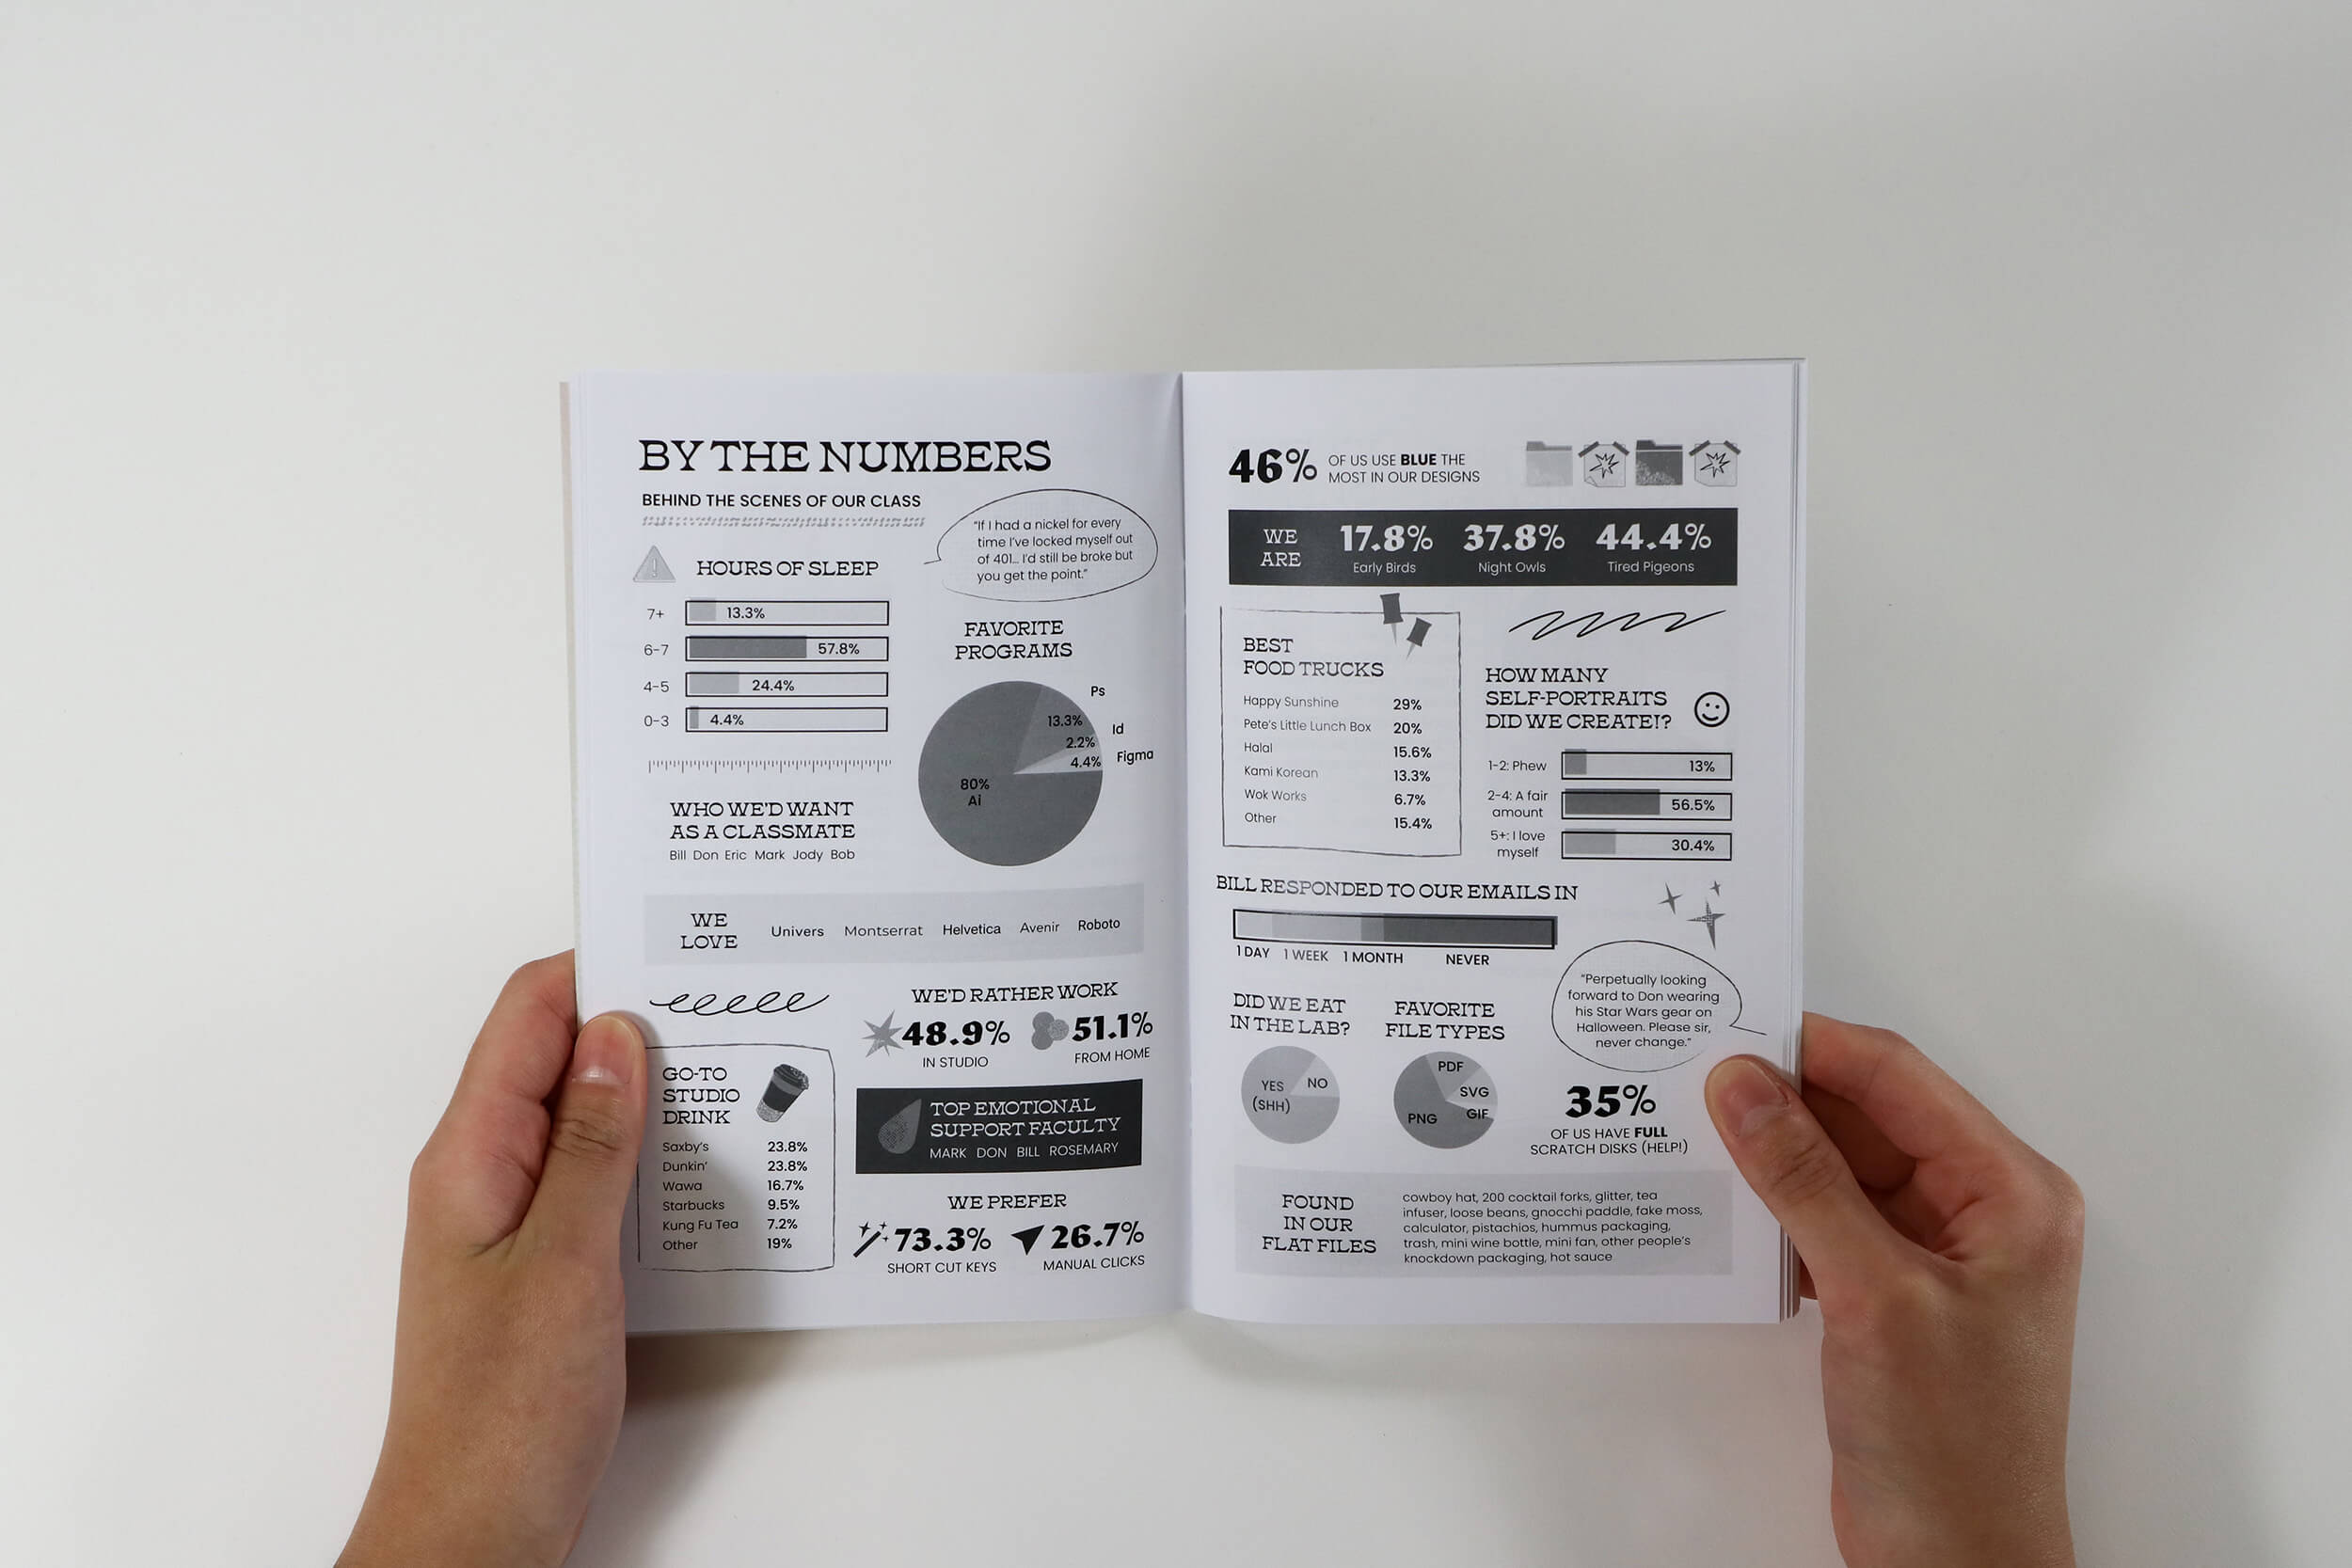 BY THE NUMBERS
BEHIND THE SCENES OF OUR CLASS
"If I had a nickel for every
time I've locked myself out
of 401... I'd still be broke but
you get the point."
HOURS OF SLEEP
7+ 13.3%
6-7 57.8%
4-5 24.4%
0-3 4.4%
FAVORITE
PROGRAMS
Ps
13.3%
Id
2.2%
Figma
4.4%
80%
Ai
WHO WE'D WANT
AS A CLASSMATE
Bill Don Eric Mark Jody Bob
WE
LOVE
Univers Montserrat Helvetica Avenir Roboto
WE'D RATHER WORK
48.9% 51.1%
IN STUDIO FROM HOME
GO-TO
STUDIO
DRINK
Saxby's 23.8%
Dunkin' 23.8%
Wawa 16.7%
Starbucks 9.5%
Kung Fu Tea 7.2%
Other 19%
TOP EMOTIONAL
SUPPORT FACULTY
MARK DON BILL ROSEMARY
WE PREFER
73.3% 26.7%
SHORT CUT KEYS MANUAL CLICKS
46% OF US USE BLUE THE
MOST IN OUR DESIGNS
WE
ARE
17.8% 37.8% 44.4%
Early Birds Night Owls Tired Pigeons
BEST
FOOD TRUCKS
Happy Sunshine 29%
Pete's Little Lunch Box 20%
Halal 15.6%
Kami Korean 13.3%
Wok Works 6.7%
Other 15.4%
HOW MANY
SELF-PORTRAITS
DID WE CREATE!?
1-2: Phew 13%
2-4: A fair
amount 56.5%
5+: I love
myself 30.4%
BILL RESPONDED TO OUR EMAILS IN
1 DAY 1 WEEK 1 MONTH NEVER
DID WE EAT
IN THE LAB?
YES
(SHH)
NO
FAVORITE
FILE TYPES
PDF
SVG
GIF
PNG
"Perpetually looking
forward to Don wearing
his Star Wars gear on
Halloween. Please sir,
never change."
35%
OF US HAVE FULL
SCRATCH DISKS (HELP!)
FOUND
IN OUR
FLAT FILES
cowboy hat, 200 cocktail forks, glitter, tea
infuser, loose beans, gnocchi paddle, fake moss,
calculator, pistachios, hummus packaging,
trash, mini wine bottle, mini fan, other people's
knockdown packaging, hot sauce